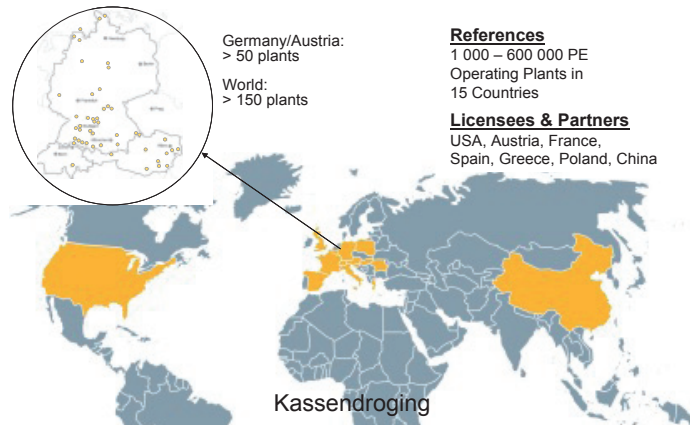 Germany/Austria:
> 50 plants
World:
> 150 plants
References
1 000 – 600 000 PE
Operating Plants in
15 Countries
Licensees & Partners
USA, Austria, France,
Spain, Greece, Poland, China
Kassendroging